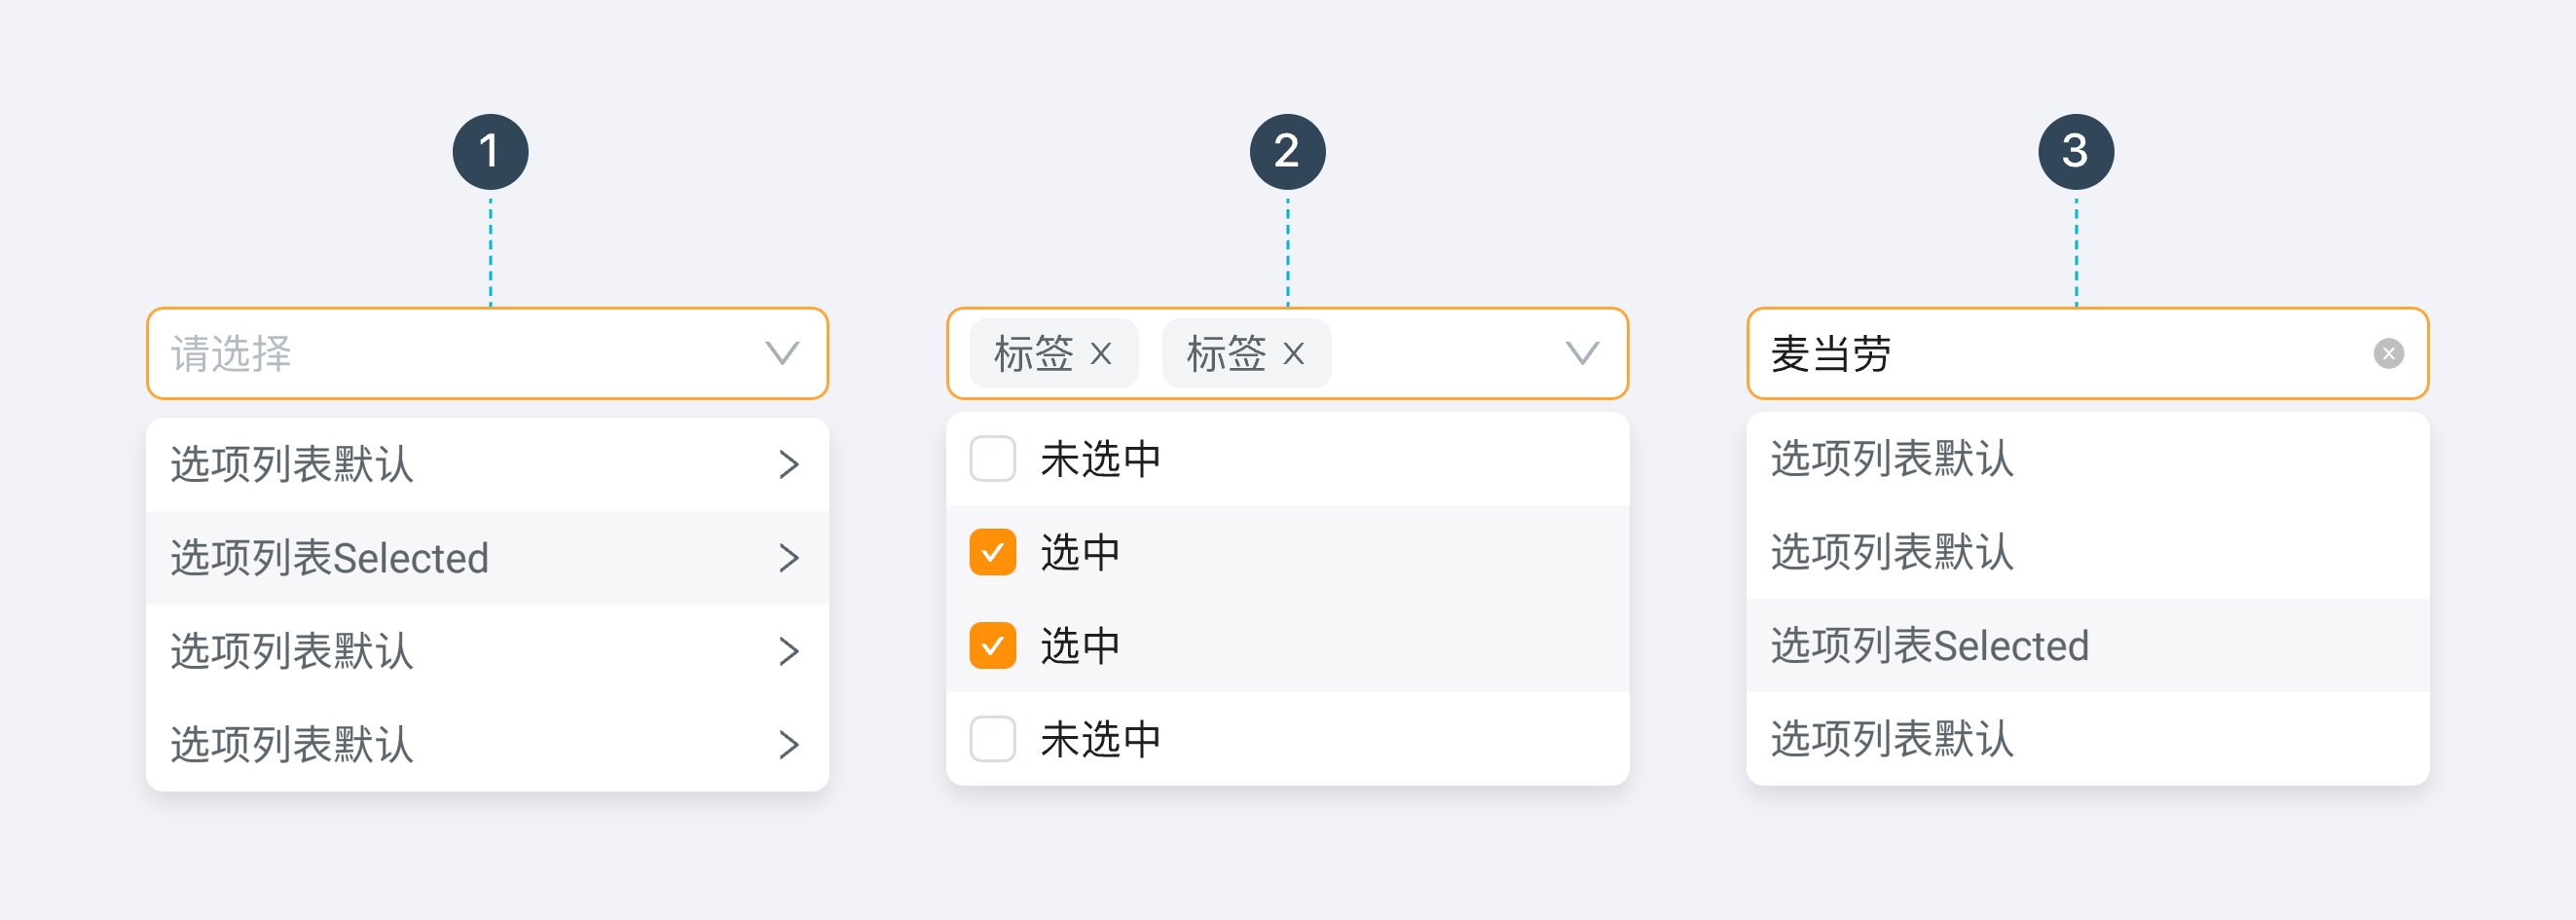 1
请选择
选项列表默认
选项列表Selected
选项列表默认
选项列表默认
2
标签 标签
未选中
选中
选中
未选中
3
麦当劳
选项列表默认
选项列表默认
选项列表Selected
选项列表默认